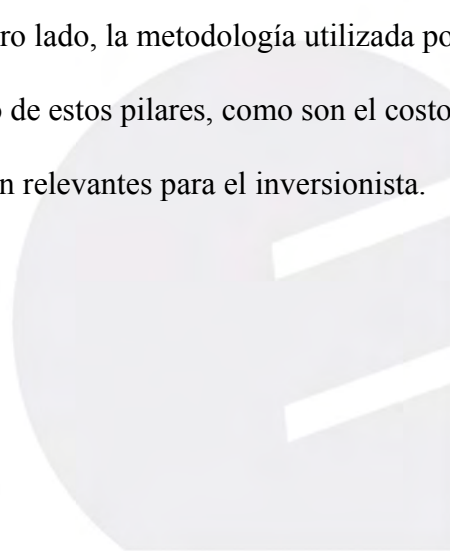 ro lado, la metodología utilizada po
de estos pilares, como son el costo
n relevantes para el inversionista.